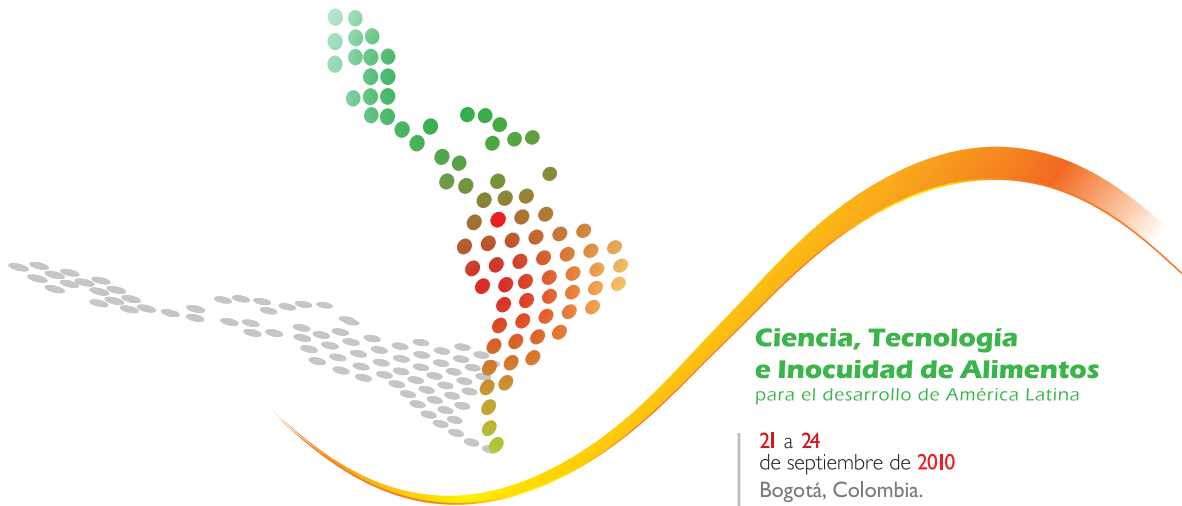 Ciencia, Tecnología
e Inocuidad de Alimentos
para el desarrollo de América Latina
21 a 24
de septiembre de 2010
Bogotá, Colombia.